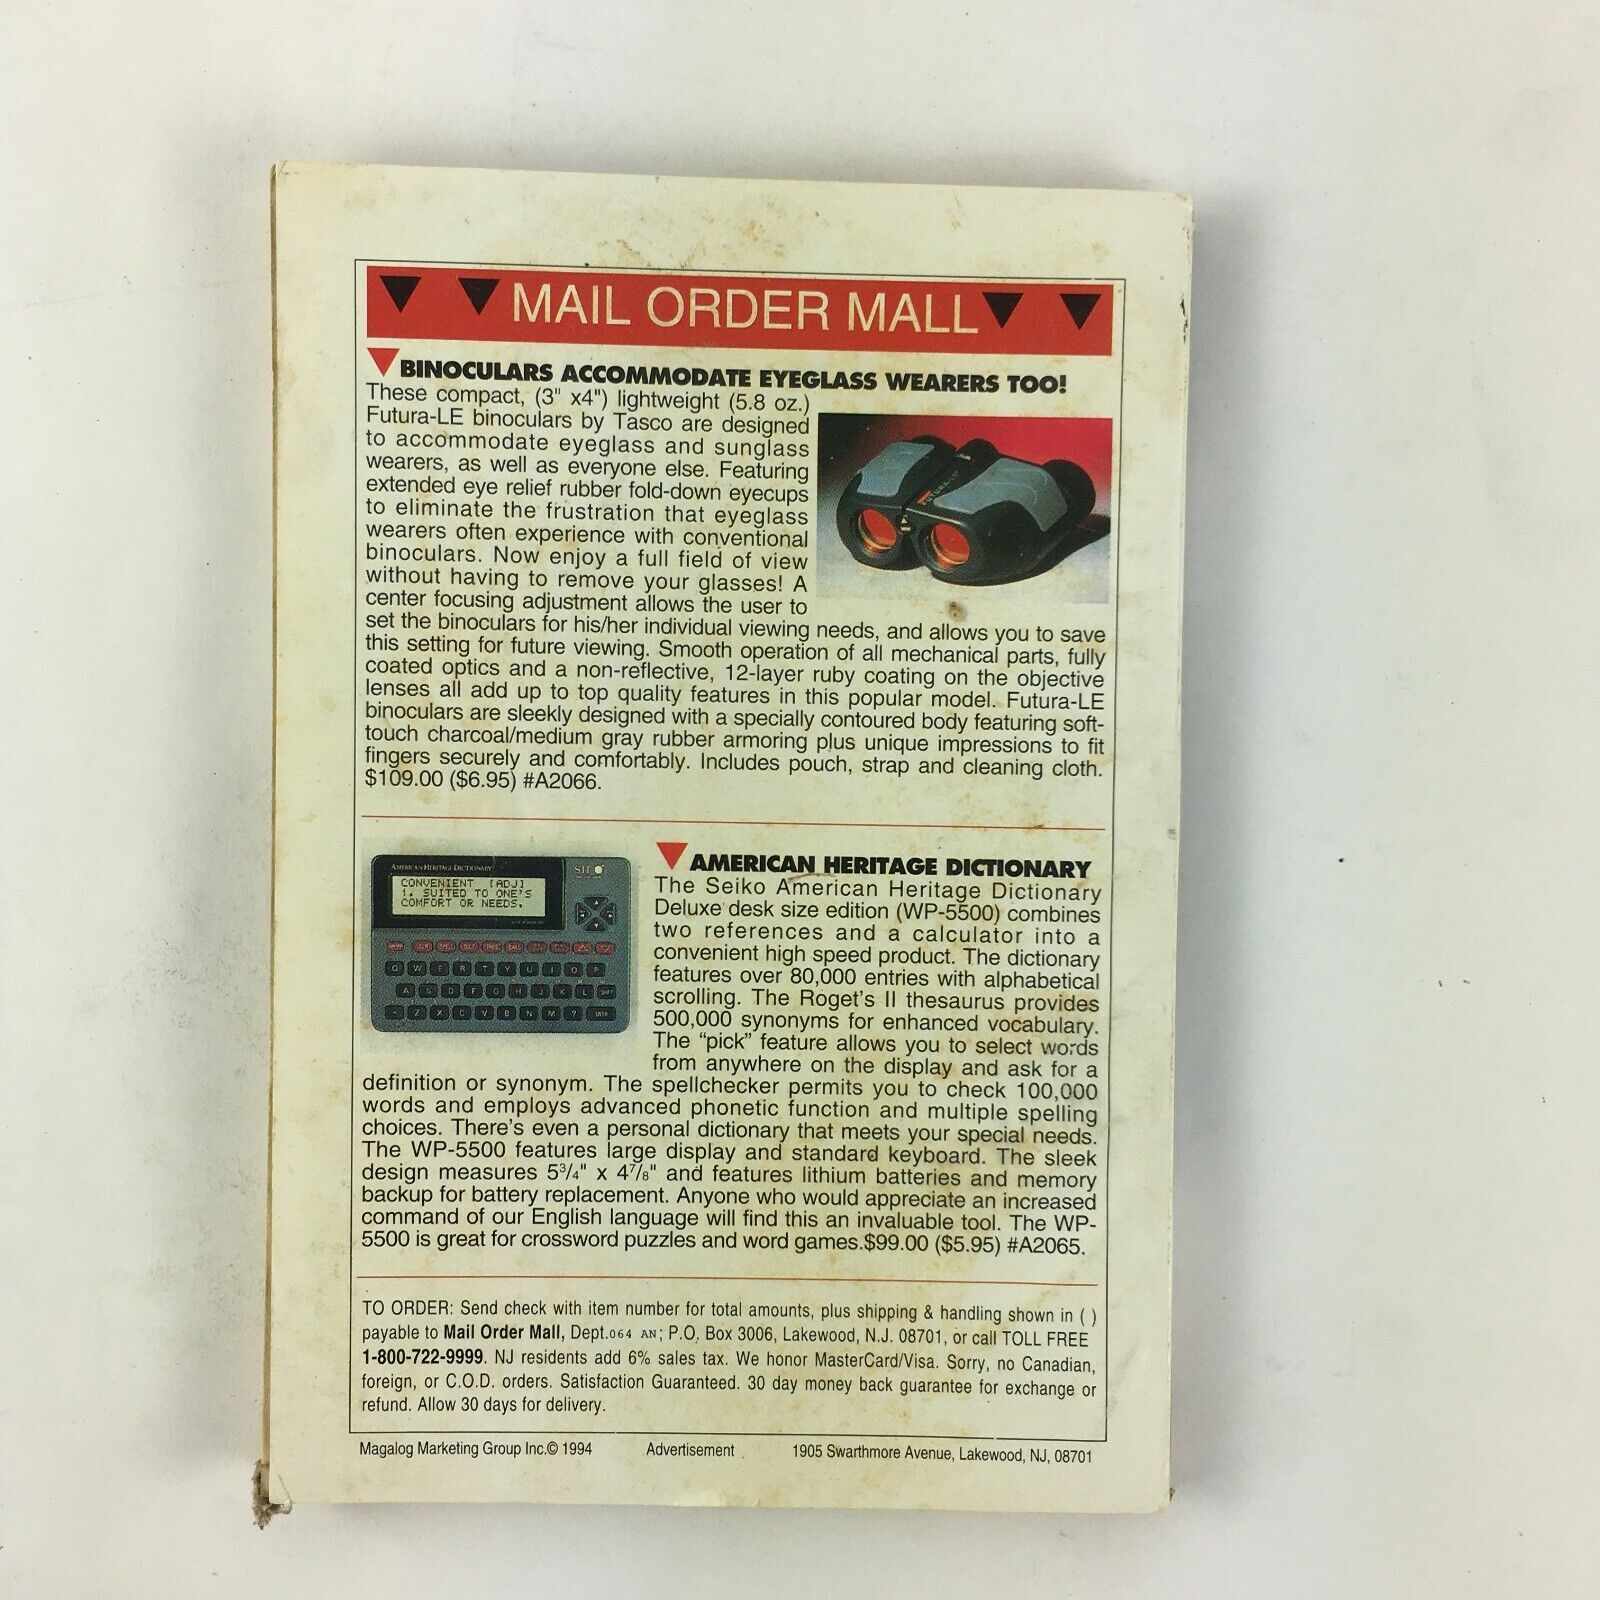 MAIL ORDER MALL
BINOCULARS ACCOMMODATE EYEGLASS WEARERS TOO!
These compact, (3" x4") lightweight (5.8 oz.)
Futura-LE binoculars by Tasco are designed
to accommodate eyeglass and sunglass
wearers, as well as everyone else. Featuring
extended eye relief rubber fold-down eyecups
to eliminate the frustration that eyeglass
wearers often experience with conventional
binoculars. Now enjoy a full field of view
without having to remove your glasses! A
center focusing adjustment allows the user to
set the binoculars for his/her individual viewing needs, and allows you to save
this setting for future viewing. Smooth operation of all mechanical parts, fully
coated optics and a non-reflective, 12-layer ruby coating on the objective
lenses all add up to top quality features in this popular model. Futura-LE
binoculars are sleekly designed with a specially contoured body featuring soft-
touch charcoal/medium gray rubber armoring plus unique impressions to fit
fingers securely and comfortably. Includes pouch, strap and cleaning cloth.
$109.00 ($6.95) #A2066.
AMERICAN HERITAGE DICTIONARY
CONVENIENT [ADJ]
1. SUITED TO ONE'S
COMFORT OR NEEDS.
Q W E R T Y U I O P
A S D F G H J K L
Z X C V B N M ?
AMERICAN HERITAGE DICTIONARY
The Seiko American Heritage Dictionary
Deluxe desk size edition (WP-5500) combines
two references and a calculator into a
convenient high speed product. The dictionary
features over 80,000 entries with alphabetical
scrolling. The Roget's II thesaurus provides
500,000 synonyms for enhanced vocabulary.
The "pick" feature allows you to select words
from anywhere on the display and ask for a
definition or synonym. The spellchecker permits you to check 100,000
words and employs advanced phonetic function and multiple spelling
choices. There's even a personal dictionary that meets your special needs.
The WP-5500 features large display and standard keyboard. The sleek
design measures 5³/₄" x 4⁷/₈" and features lithium batteries and memory
backup for battery replacement. Anyone who would appreciate an increased
command of our English language will find this an invaluable tool. The WP-
5500 is great for crossword puzzles and word games.$99.00 ($5.95) #A2065.
TO ORDER: Send check with item number for total amounts, plus shipping & handling shown in ( )
payable to Mail Order Mall, Dept.064 AN; P.O. Box 3006, Lakewood, N.J. 08701, or call TOLL FREE
1-800-722-9999. NJ residents add 6% sales tax. We honor MasterCard/Visa. Sorry, no Canadian,
foreign, or C.O.D. orders. Satisfaction Guaranteed. 30 day money back guarantee for exchange or
refund. Allow 30 days for delivery.
Magalog Marketing Group Inc.© 1994 Advertisement 1905 Swarthmore Avenue, Lakewood, NJ, 08701